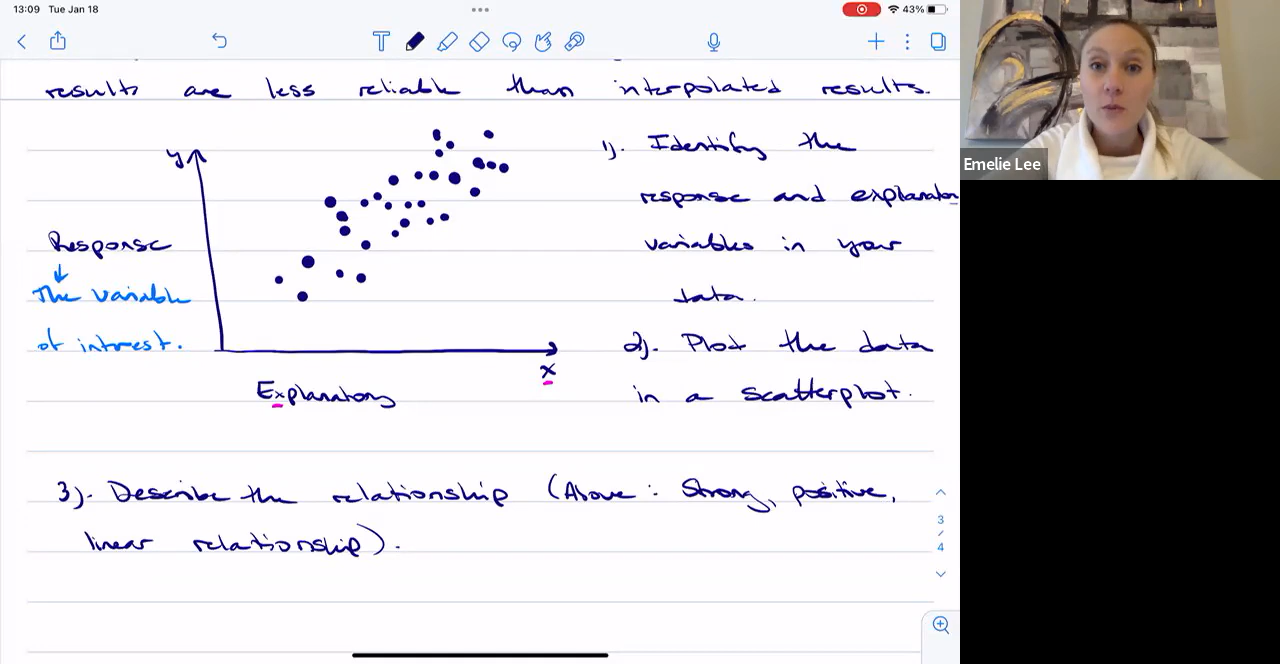 13:09 Tue Jan 18
43%
results are less reliable than interpolated results.
y
1). Identify the
response and explanatory
variables in your
data.
Response
The variable
of interest.
x
Explanatory
2). Plot the data
in a scatterplot.
3). Describe the relationship (Above: Strong, positive,
linear relationship).
3
/
4
Emelie Lee